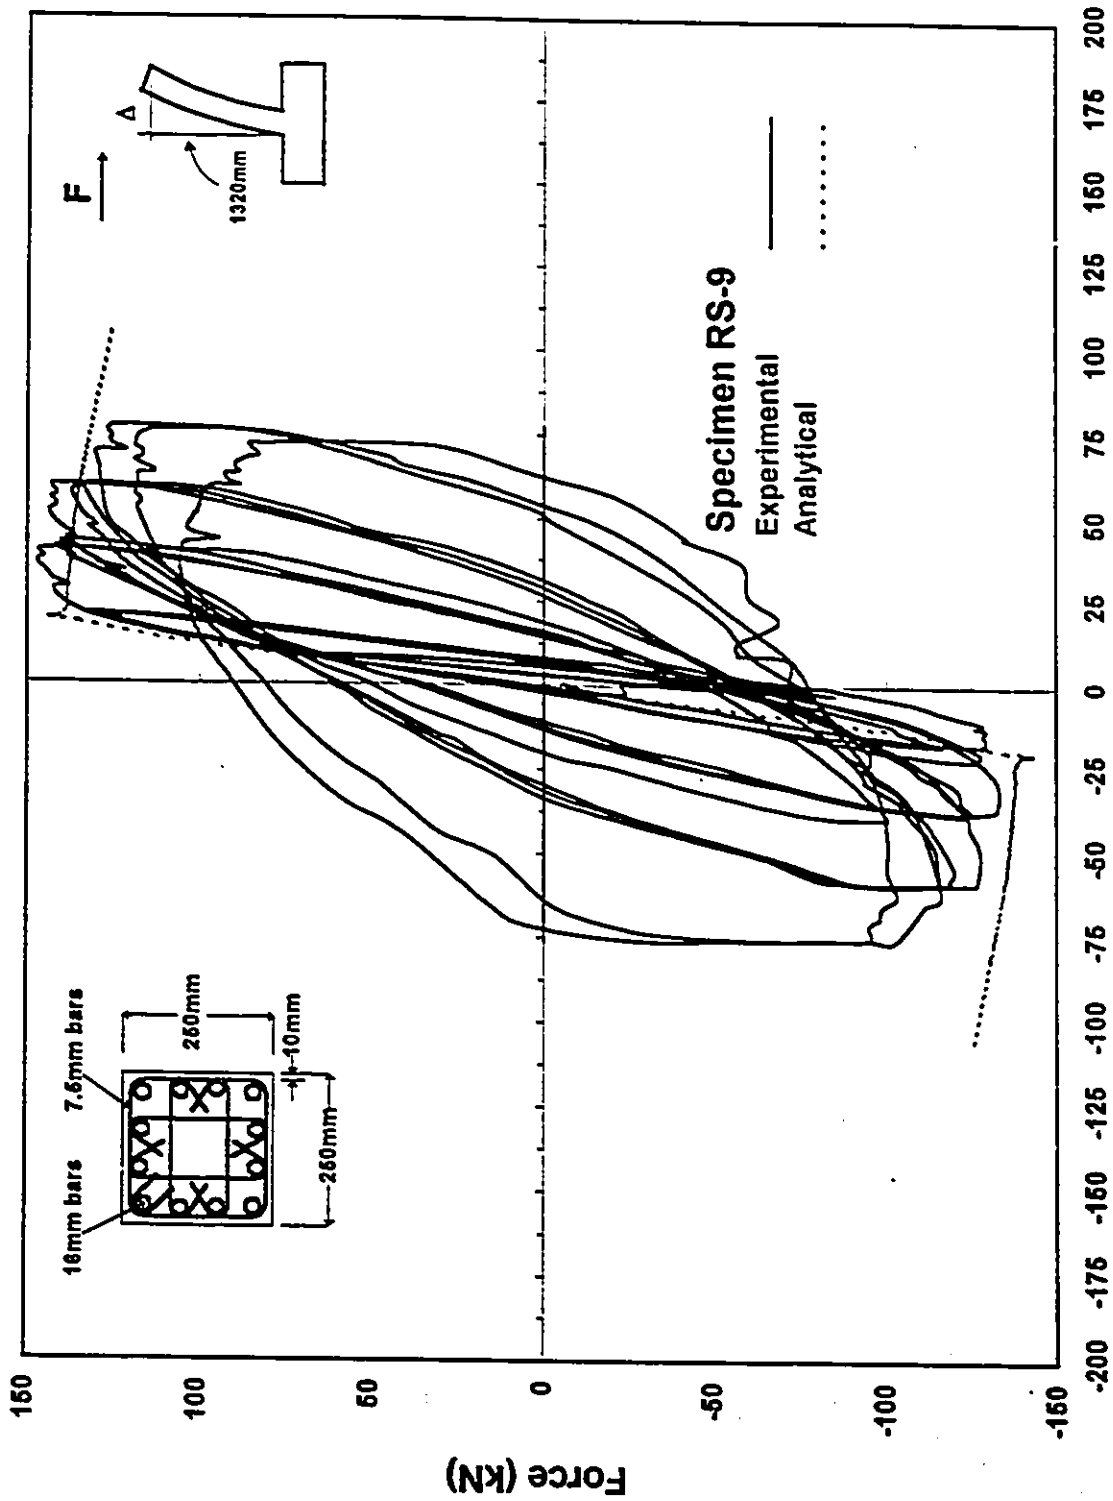 Force (kN)
150
100
50
0
-50
-100
-150
-200 -175 -150 -125 -100 -75 -50 -25 0 25 50 75 100 125 150 175 200
16mm bars
7.5mm bars
250mm
10mm
250mm
F
Δ
1320mm
Specimen RS-9
Experimental
Analytical